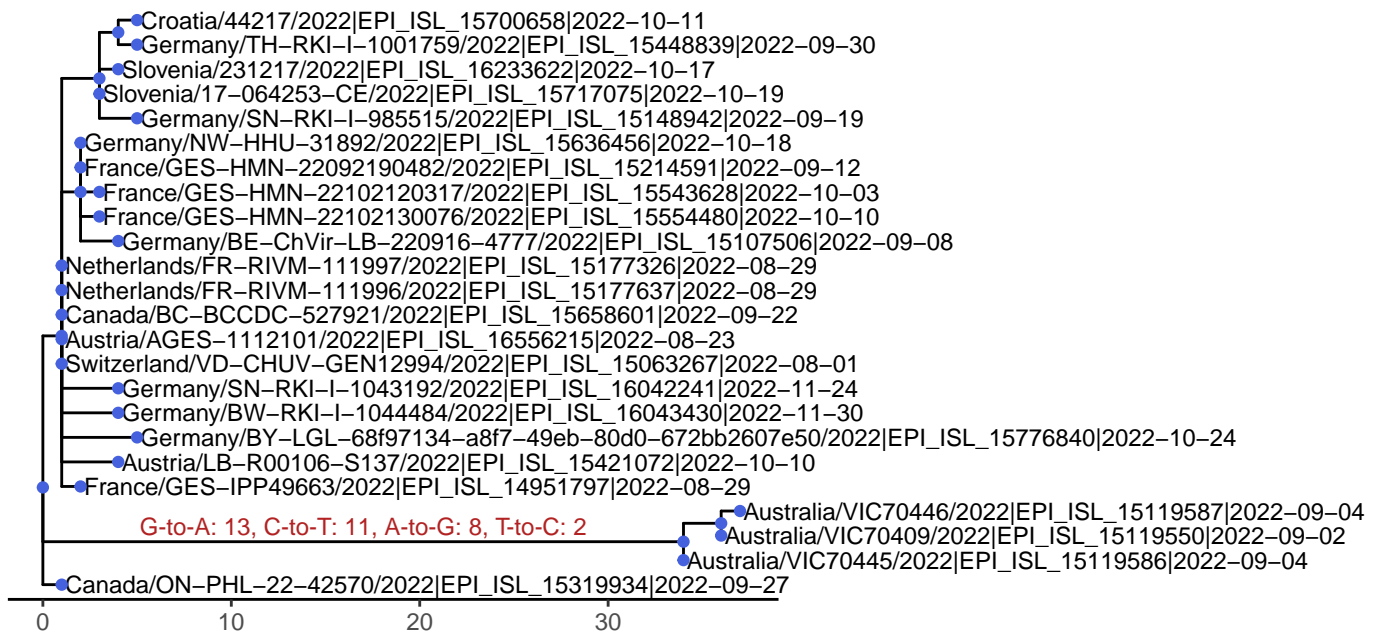 Croatia/44217/2022|EPI_ISL_15700658|2022−10−11
Germany/TH−RKI−I−1001759/2022|EPI_ISL_15448839|2022−09−30
Slovenia/231217/2022|EPI_ISL_16233622|2022−10−17
Slovenia/17−064253−CE/2022|EPI_ISL_15717075|2022−10−19
Germany/SN−RKI−I−985515/2022|EPI_ISL_15148942|2022−09−19
Germany/NW−HHU−31892/2022|EPI_ISL_15636456|2022−10−18
France/GES−HMN−22092190482/2022|EPI_ISL_15214591|2022−09−12
France/GES−HMN−22102120317/2022|EPI_ISL_15543628|2022−10−03
France/GES−HMN−22102130076/2022|EPI_ISL_15554480|2022−10−10
Germany/BE−ChVir−LB−220916−4777/2022|EPI_ISL_15107506|2022−09−08
Netherlands/FR−RIVM−111997/2022|EPI_ISL_15177326|2022−08−29
Netherlands/FR−RIVM−111996/2022|EPI_ISL_15177637|2022−08−29
Canada/BC−BCCDC−527921/2022|EPI_ISL_15658601|2022−09−22
Austria/AGES−1112101/2022|EPI_ISL_16556215|2022−08−23
Switzerland/VD−CHUV−GEN12994/2022|EPI_ISL_15063267|2022−08−01
Germany/SN−RKI−I−1043192/2022|EPI_ISL_16042241|2022−11−24
Germany/BW−RKI−I−1044484/2022|EPI_ISL_16043430|2022−11−30
Germany/BY−LGL−68f97134−a8f7−49eb−80d0−672bb2607e50/2022|EPI_ISL_15776840|2022−10−24
Austria/LB−R00106−S137/2022|EPI_ISL_15421072|2022−10−10
France/GES−IPP49663/2022|EPI_ISL_14951797|2022−08−29
Australia/VIC70446/2022|EPI_ISL_15119587|2022−09−04
G-to-A: 13, C-to-T: 11, A-to-G: 8, T-to-C: 2
Australia/VIC70409/2022|EPI_ISL_15119550|2022−09−02
Australia/VIC70445/2022|EPI_ISL_15119586|2022−09−04
Canada/ON−PHL−22−42570/2022|EPI_ISL_15319934|2022−09−27
0 10 20 30